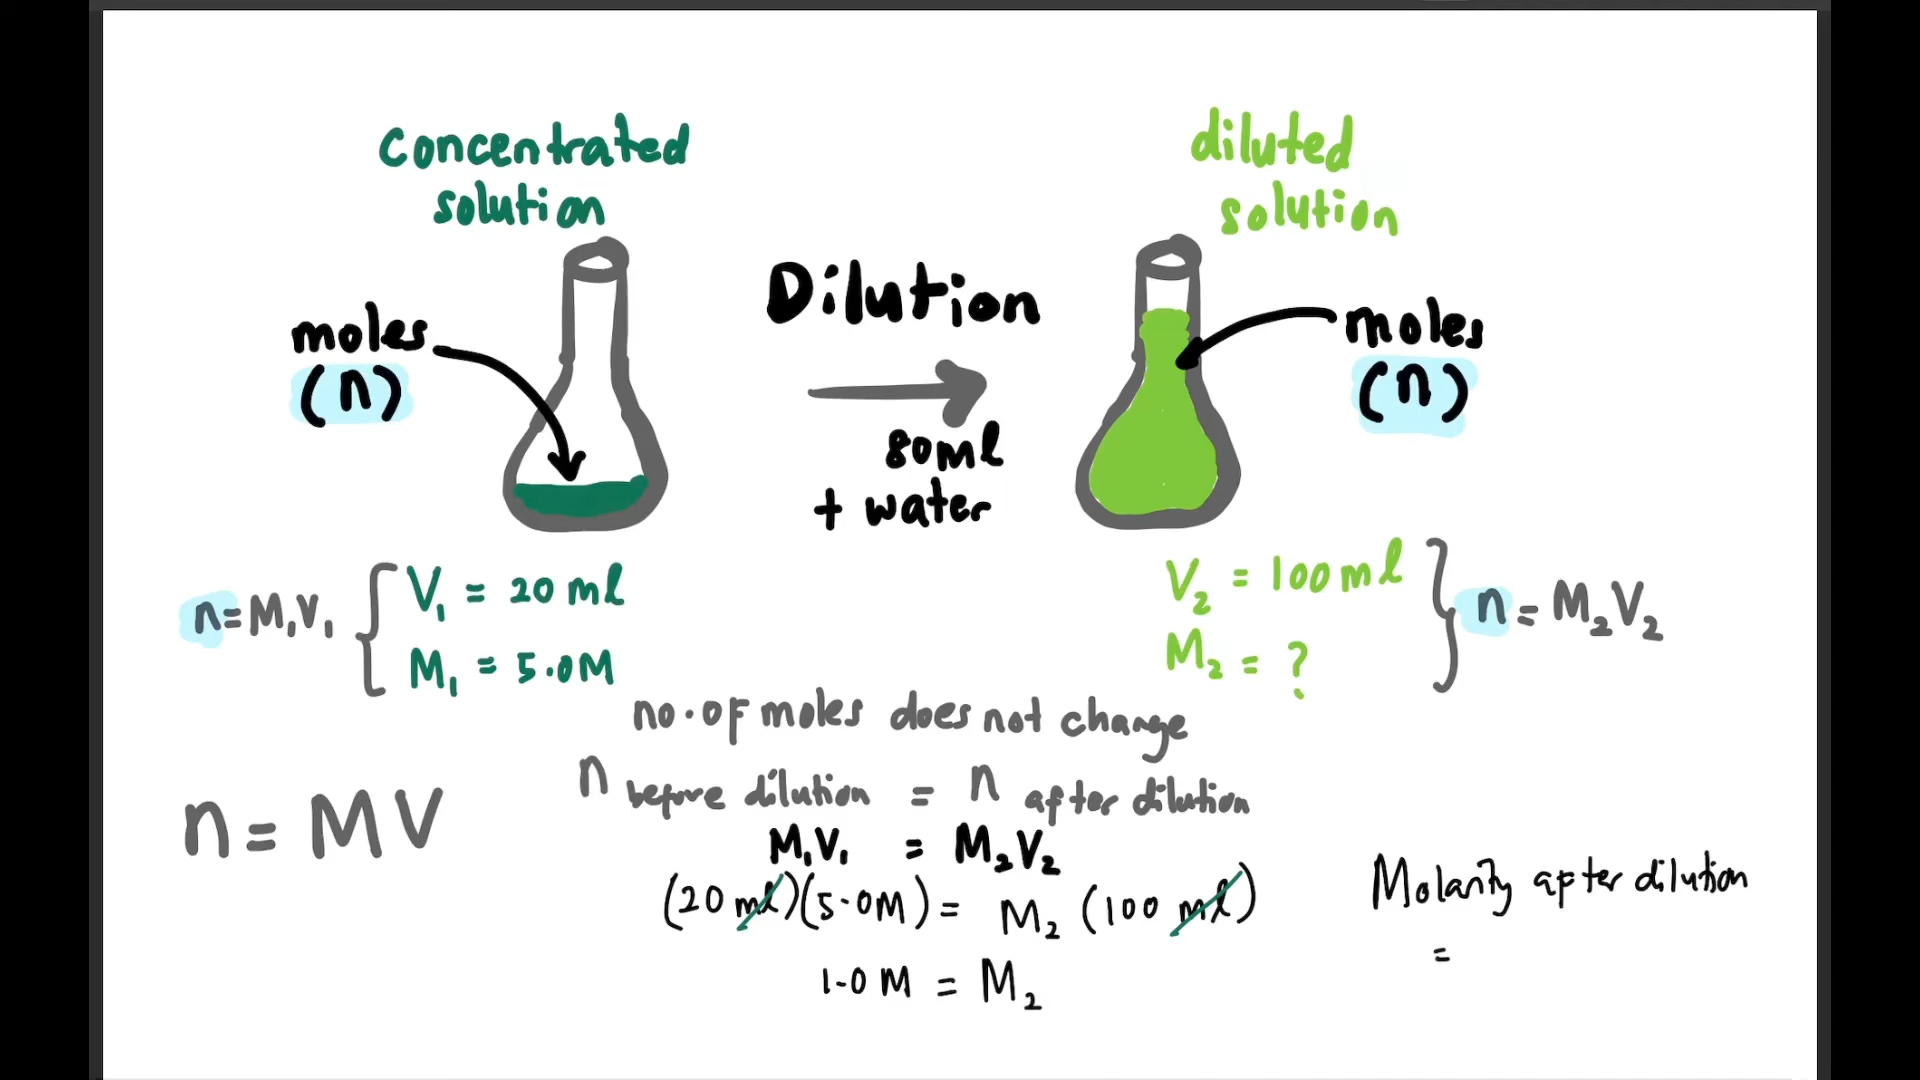 concentrated
solution
diluted
solution
Dilution
moles
(n)
moles
(n)
80ml
+ water
n=M₁V₁
V₁ = 20 ml
M₁ = 5.0M
V₂ = 100ml
M₂ = ?
n = M₂V₂
no. of moles does not change
n before dilution = n after dilution
n = MV
M₁V₁ = M₂V₂
(20 ml)(5.0M) = M₂ (100 ml)
1.0 M = M₂
Molarity after dilution
=